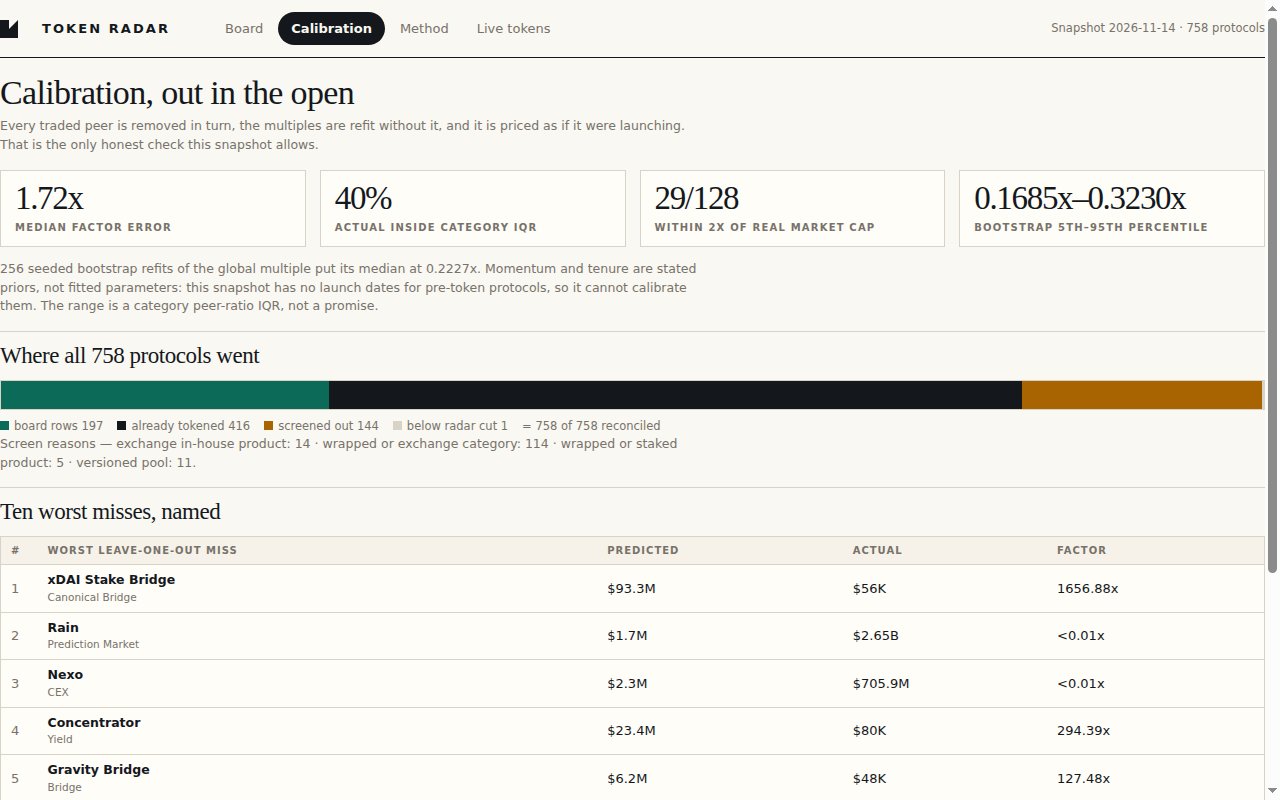 TOKEN RADAR Board Calibration Method Live tokens Snapshot 2026-11-14 · 758 protocols
Calibration, out in the open
Every traded peer is removed in turn, the multiples are refit without it, and it is priced as if it were launching.
That is the only honest check this snapshot allows.
1.72x
MEDIAN FACTOR ERROR
40%
ACTUAL INSIDE CATEGORY IQR
29/128
WITHIN 2X OF REAL MARKET CAP
0.1685x–0.3230x
BOOTSTRAP 5TH–95TH PERCENTILE
256 seeded bootstrap refits of the global multiple put its median at 0.2227x. Momentum and tenure are stated
priors, not fitted parameters: this snapshot has no launch dates for pre-token protocols, so it cannot calibrate
them. The range is a category peer-ratio IQR, not a promise.
Where all 758 protocols went
board rows 197 already tokened 416 screened out 144 below radar cut 1 = 758 of 758 reconciled
Screen reasons — exchange in-house product: 14 · wrapped or exchange category: 114 · wrapped or staked
product: 5 · versioned pool: 11.
Ten worst misses, named
# WORST LEAVE-ONE-OUT MISS PREDICTED ACTUAL FACTOR
1 xDAI Stake Bridge $93.3M $56K 1656.88x
Canonical Bridge
2 Rain $1.7M $2.65B <0.01x
Prediction Market
3 Nexo $2.3M $705.9M <0.01x
CEX
4 Concentrator $23.4M $80K 294.39x
Yield
5 Gravity Bridge $6.2M $48K 127.48x
Bridge